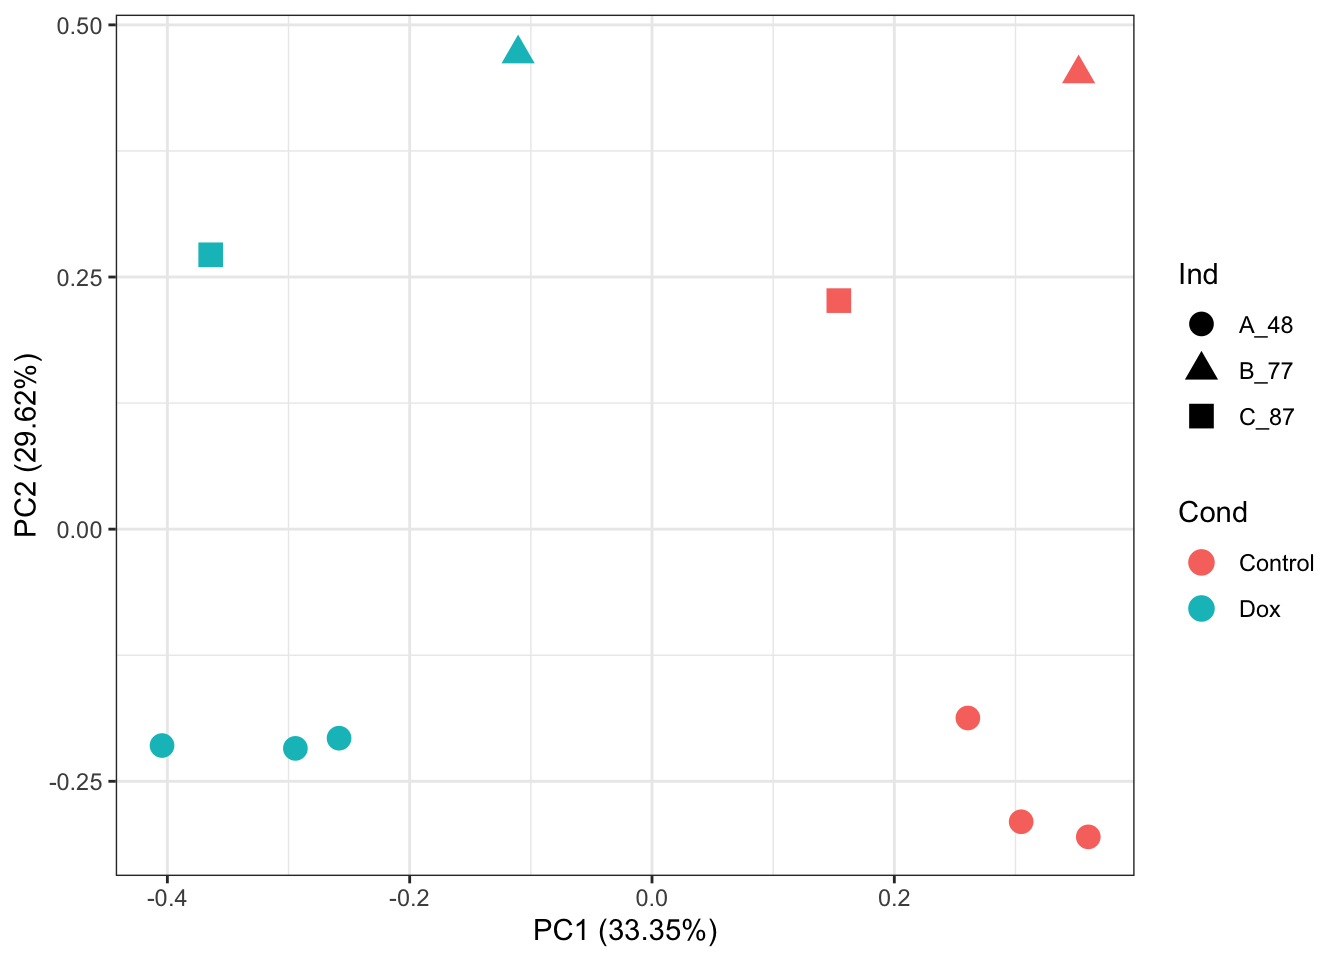 0.50
0.25
0.00
-0.25
PC2 (29.62%)
-0.4
-0.2
0.0
0.2
PC1 (33.35%)
Ind
A_48
B_77
C_87
Cond
Control
Dox